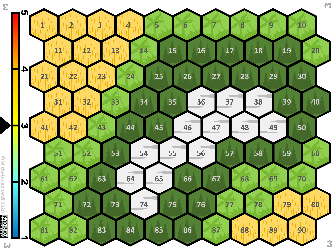 5
4
3
2
1
1 2 3 4 5 6 7 8 9 10
11 12 13 14 15 16 17 18 19 20
21 22 23 24 25 26 27 28 29 30
31 32 33 34 35 36 37 38 39 40
41 42 43 44 45 46 47 48 49 50
51 52 53 54 55 56 57 58 59 60
61 62 63 64 65 66 67 68 69 70
71 72 73 74 75 76 77 78 79 80
81 82 83 84 85 86 87 88 89 90